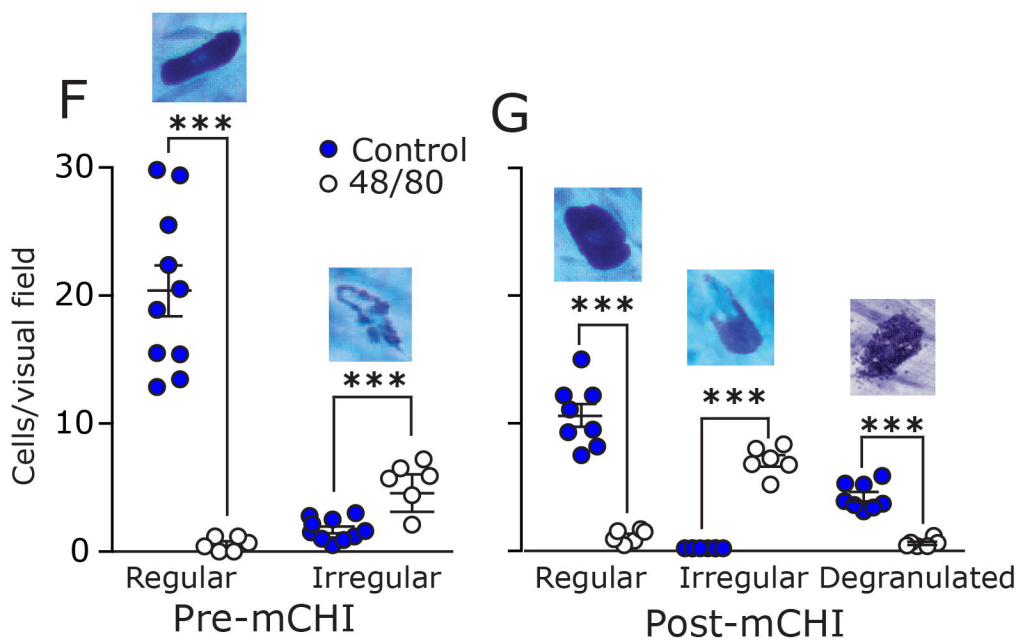 F
G
***
Control
48/80
30
20
10
0
Cells/visual field
***
***
***
***
Regular
Irregular
Pre-mCHI
Regular
Irregular
Degranulated
Post-mCHI